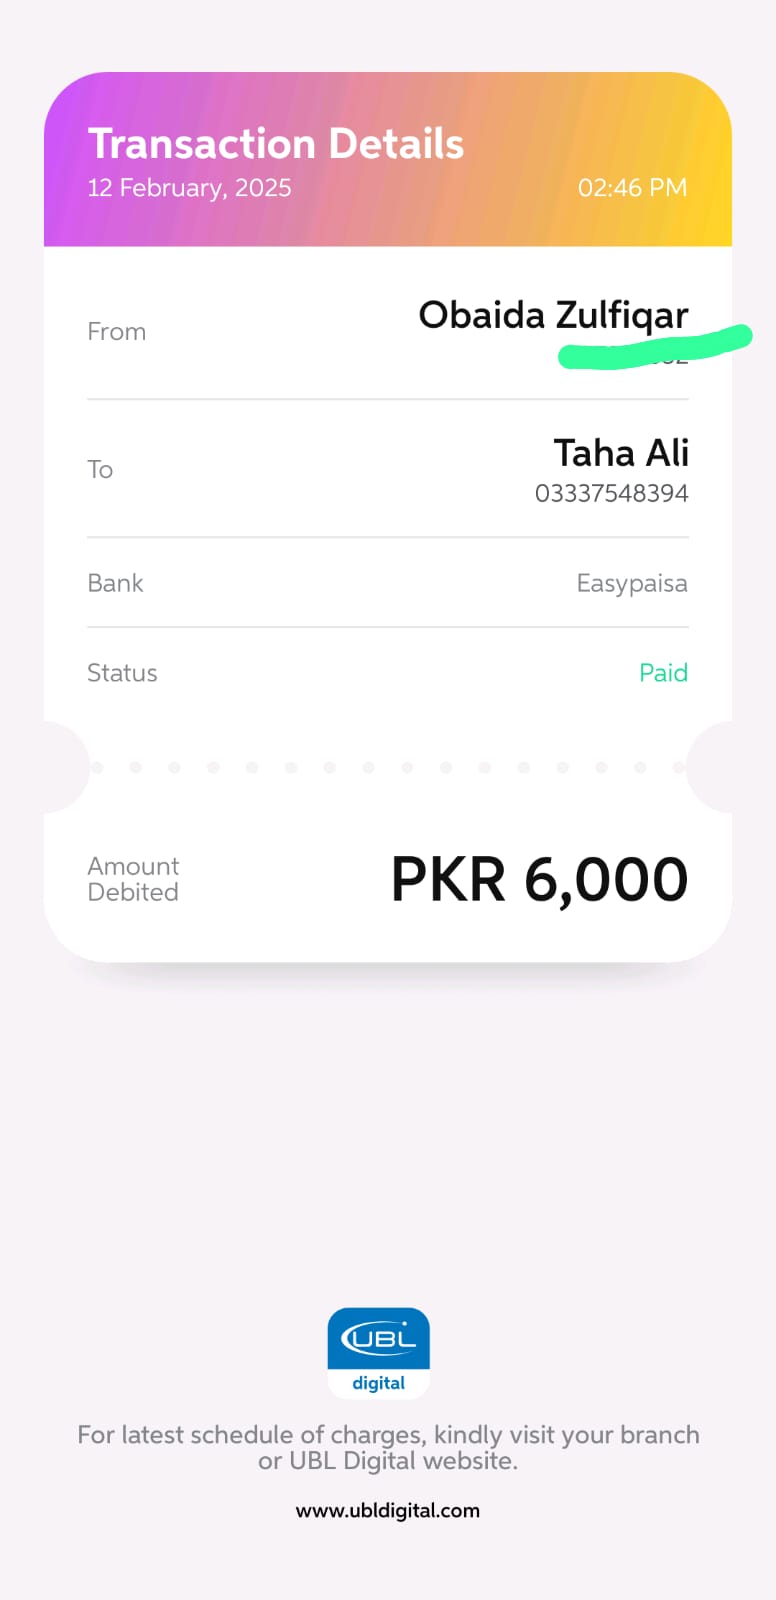 Transaction Details
12 February, 2025 02:46 PM
From Obaida Zulfiqar
To Taha Ali
03337548394
Bank Easypaisa
Status Paid
Amount Debited PKR 6,000
UBL
digital
For latest schedule of charges, kindly visit your branch
or UBL Digital website.
www.ubldigital.com